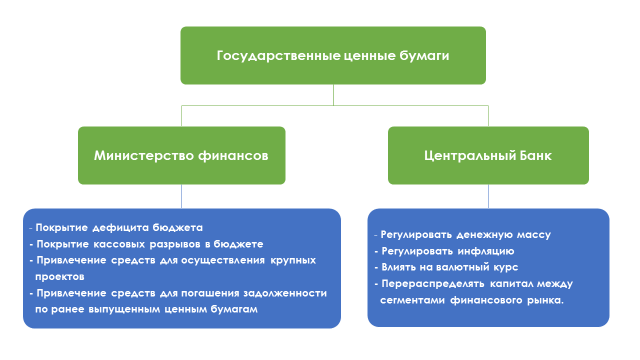 Государственные ценные бумаги
Министерство финансов
Центральный Банк
- Покрытие дефицита бюджета
- Покрытие кассовых разрывов в бюджете
- Привлечение средств для осуществления крупных
проектов
- Привлечение средств для погашения задолженности
по ранее выпущенным ценным бумагам
- Регулировать денежную массу
- Регулировать инфляцию
- Влиять на валютный курс
- Перераспределять капитал между
сегментами финансового рынка.